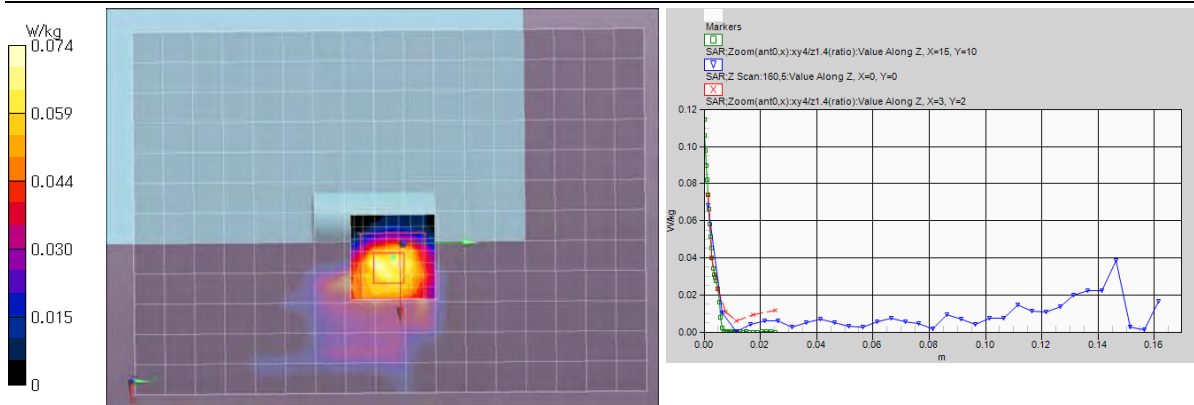 W/kg
0.074
0.059
0.044
0.030
0.015
0
Markers
SAR;Zoom(ant0,x):xy4/z1.4(ratio):Value Along Z, X=15, Y=10
SAR;Z Scan:160,5:Value Along Z, X=0, Y=0
SAR;Zoom(ant0,x):xy4/z1.4(ratio):Value Along Z, X=3, Y=2
0.12
0.10
0.08
0.06
0.04
0.02
0.00
W/kg
0.00 0.02 0.04 0.06 0.08 0.10 0.12 0.14 0.16
m